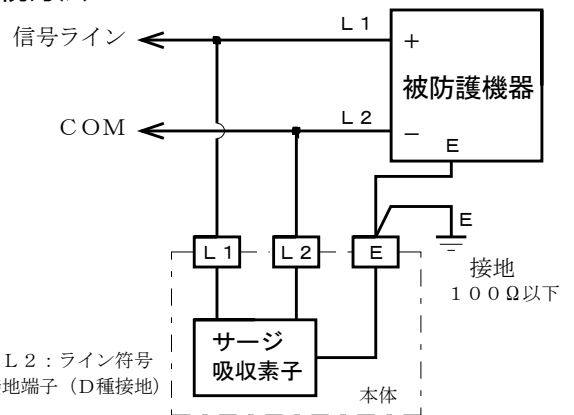 信号ライン
L1
+
被防護機器
COM
L2
−
E
L1
L2
E
E
接地
100Ω以下
サージ
吸収素子
本体
L2:ライン符号
地端子(D種接地)